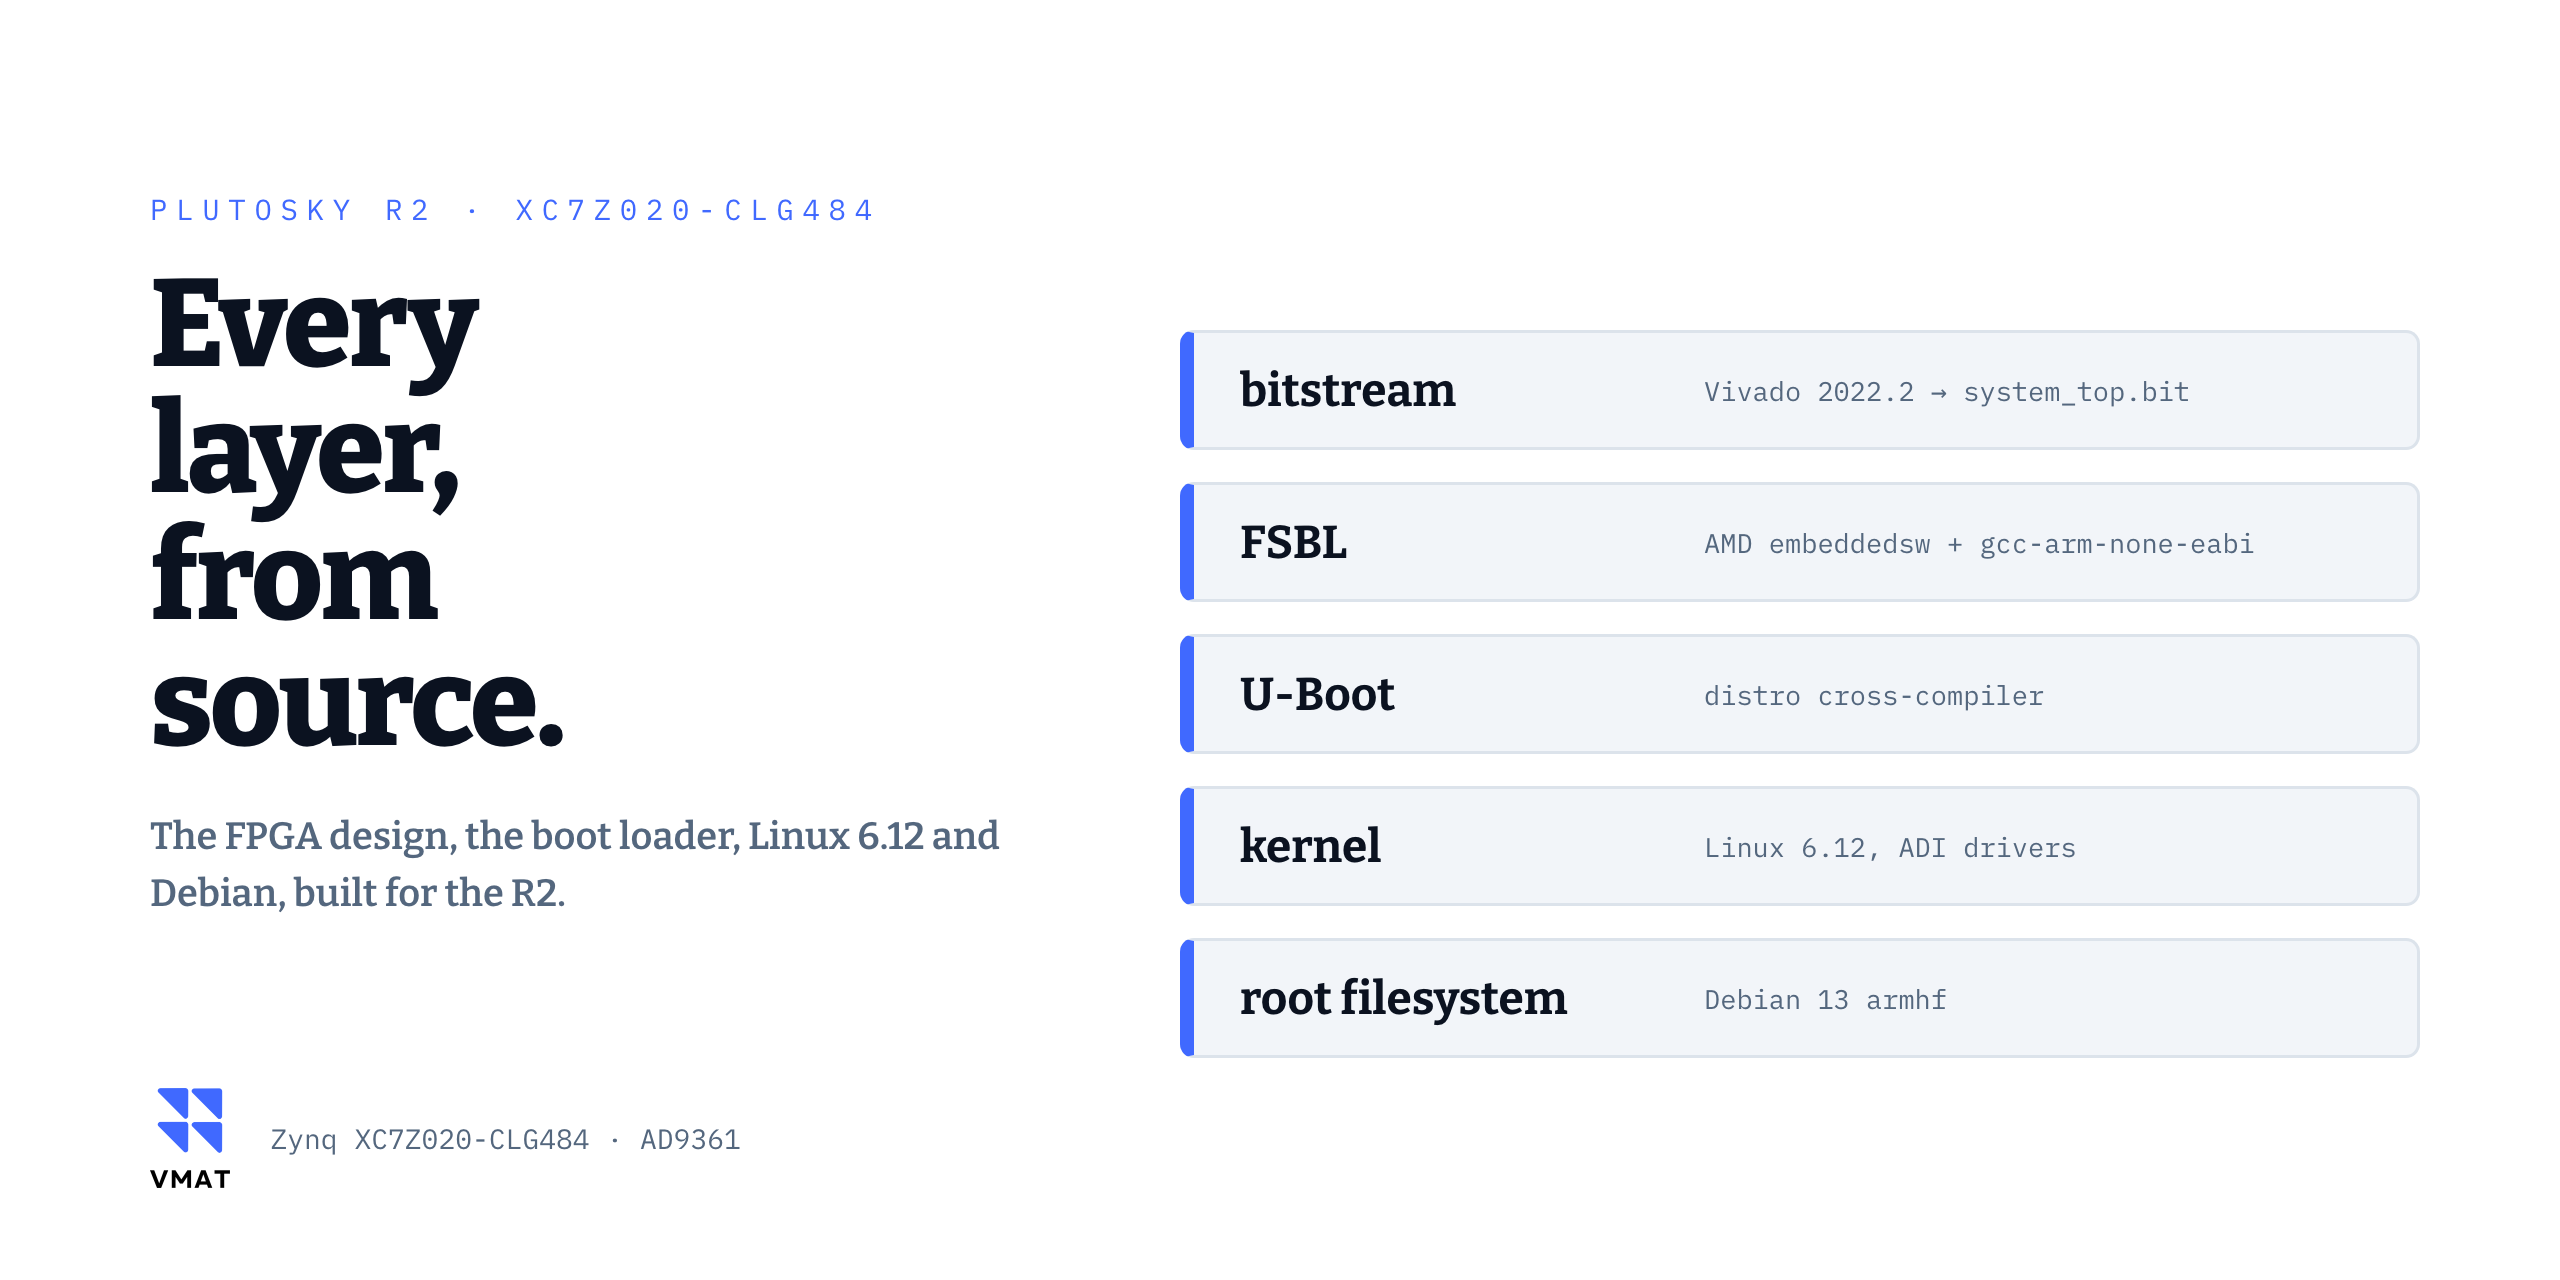 PLUTOSKY R2 · XC7Z020-CLG484
Every
layer,
from
source.
The FPGA design, the boot loader, Linux 6.12 and
Debian, built for the R2.
VMAT
Zynq XC7Z020-CLG484 · AD9361
bitstream Vivado 2022.2 → system_top.bit
FSBL AMD embeddedsw + gcc-arm-none-eabi
U-Boot distro cross-compiler
kernel Linux 6.12, ADI drivers
root filesystem Debian 13 armhf